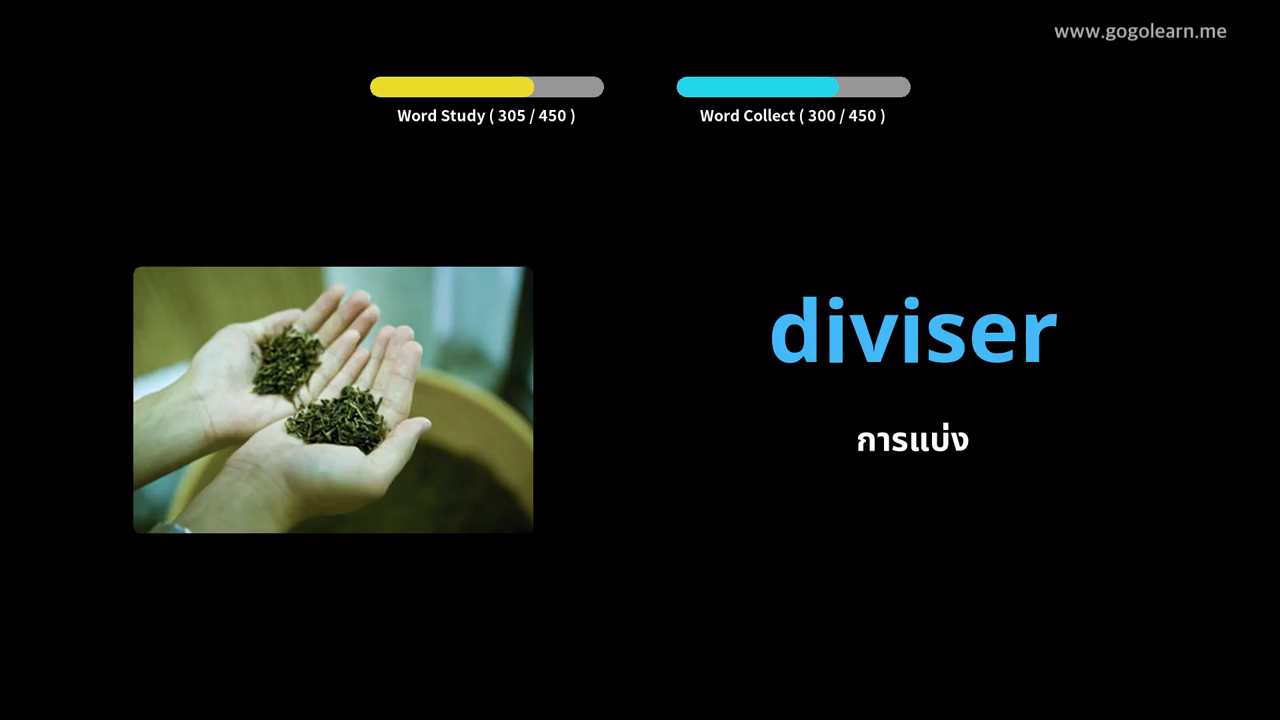 www.gogolearn.me
Word Study ( 305 / 450 )
Word Collect ( 300 / 450 )
diviser
การแบ่ง